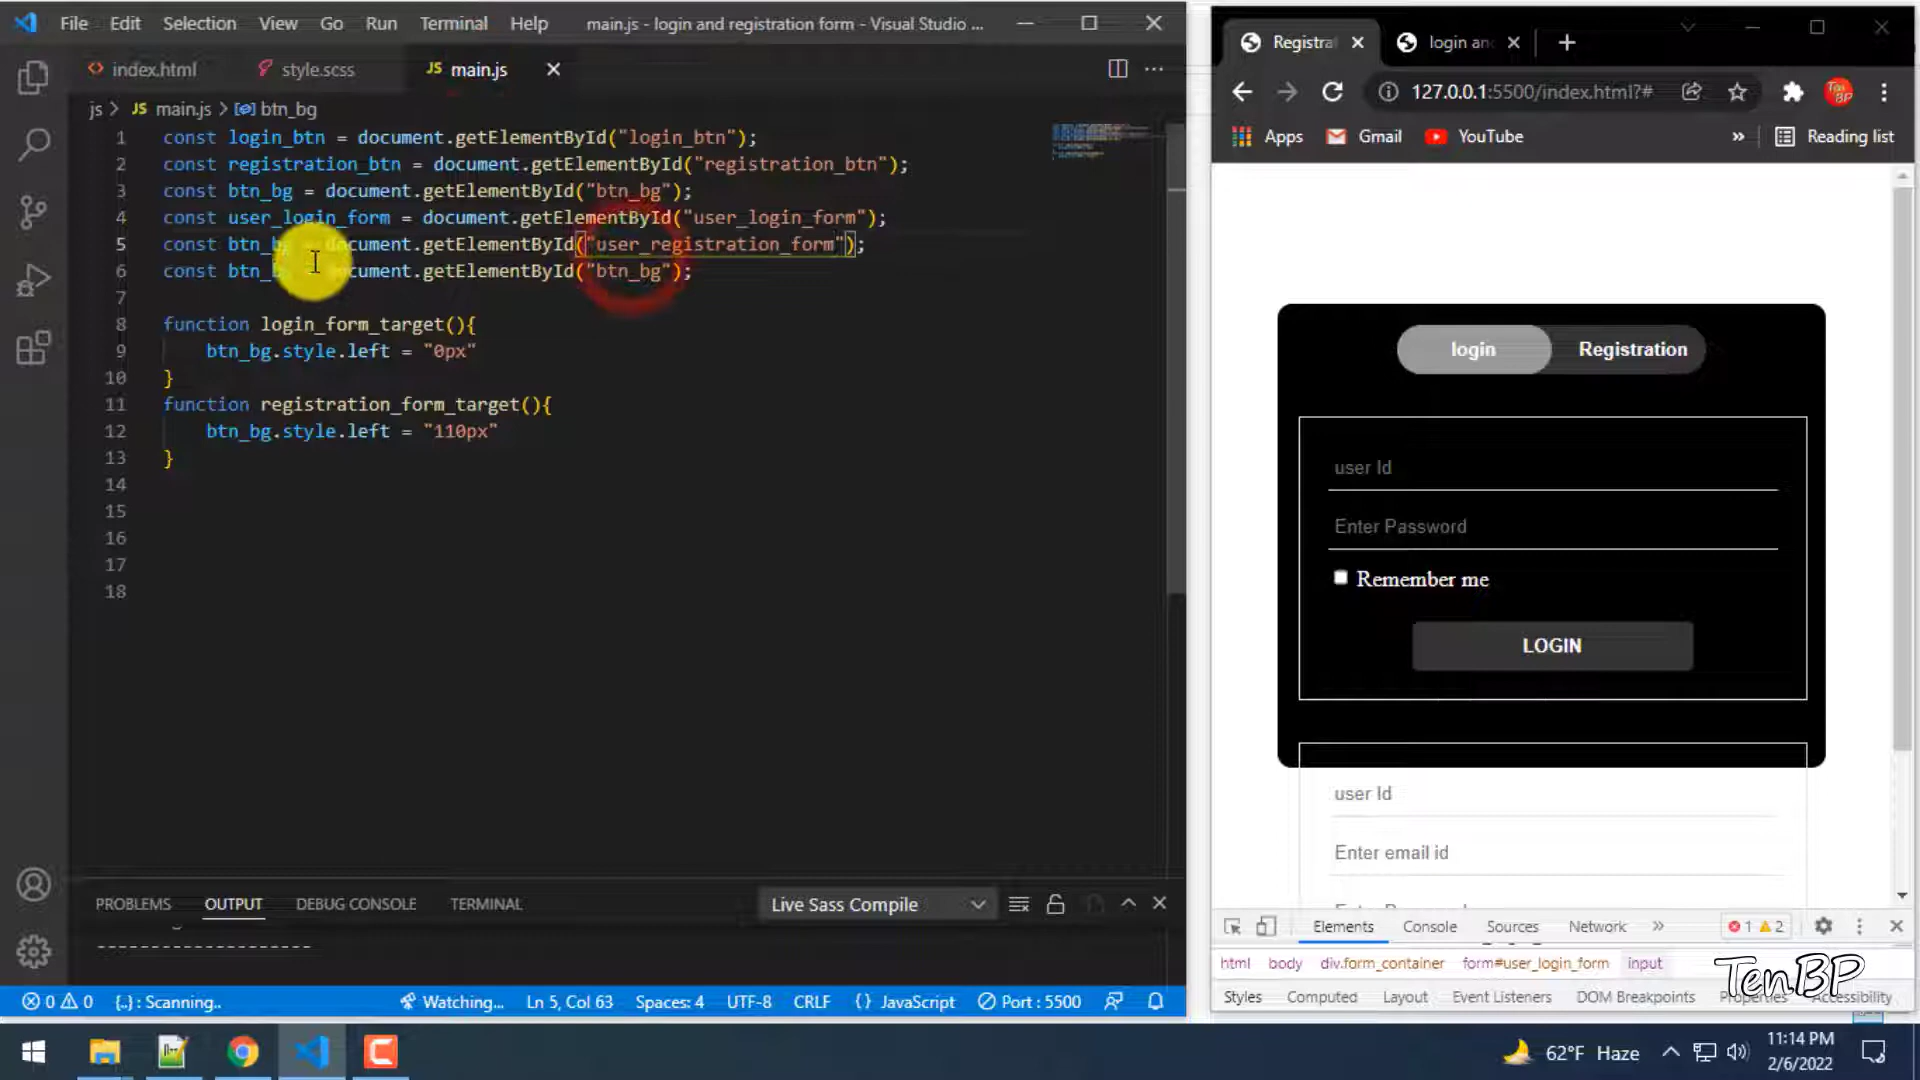 File Edit Selection View Go Run Terminal Help main.js - login and registration form - Visual Studio ...
index.html style.scss JS main.js
js > JS main.js > btn_bg
1 const login_btn = document.getElementById("login_btn");
2 const registration_btn = document.getElementById("registration_btn");
3 const btn_bg = document.getElementById("btn_bg");
4 const user_login_form = document.getElementById("user_login_form");
5 const btn_bg = document.getElementById("user_registration_form");
6 const btn_bg = document.getElementById("btn_bg");
7
8 function login_form_target(){
9 btn_bg.style.left = "0px"
10 }
11 function registration_form_target(){
12 btn_bg.style.left = "110px"
13 }
14
15
16
17
18
PROBLEMS OUTPUT DEBUG CONSOLE TERMINAL Live Sass Compile
--------------------
0 0 {..} : Scanning.. Watching... Ln 5, Col 63 Spaces: 4 UTF-8 CRLF {} JavaScript Port : 5500
Registra login an
127.0.0.1:5500/index.html?#
Apps Gmail YouTube » Reading list
login Registration
user Id
Enter Password
Remember me
LOGIN
user Id
Enter email id
Elements Console Sources Network » 1 2
html body div.form_container form#user_login_form input
TenBP
Styles Computed Layout Event Listeners DOM Breakpoints Properties Accessibility
62°F Haze
11:14 PM
2/6/2022